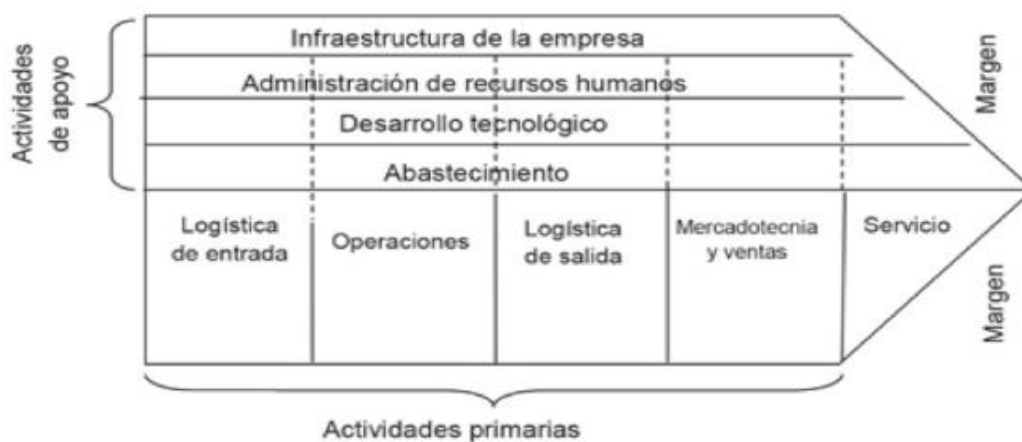 Actividades
de apoyo
Infraestructura de la empresa
Administración de recursos humanos
Desarrollo tecnológico
Abastecimiento
Margen
Logística
de entrada
Operaciones
Logística
de salida
Mercadotecnia
y ventas
Servicio
Margen
Actividades primarias